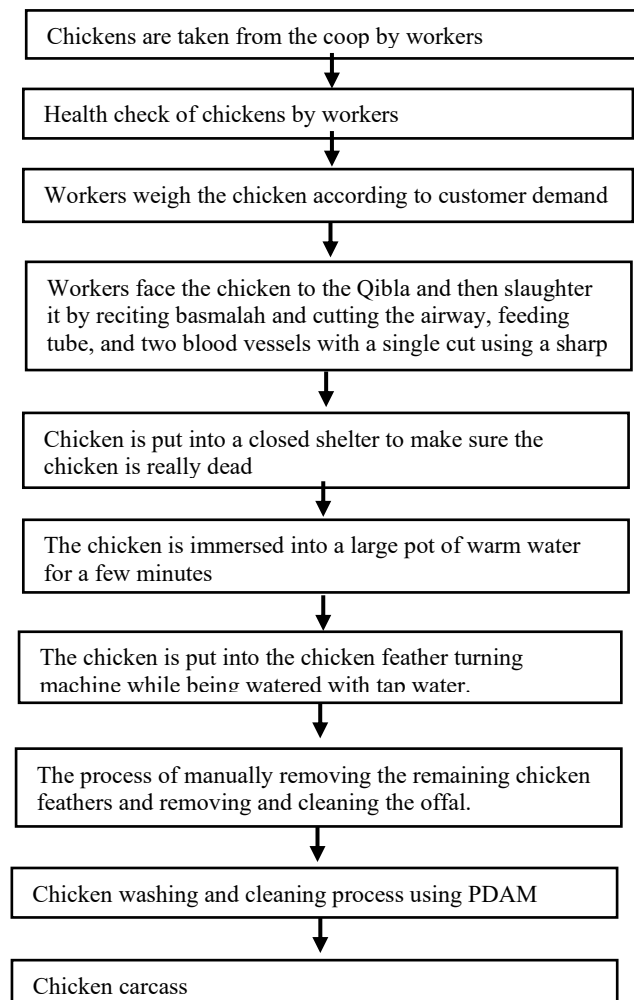 Chickens are taken from the coop by workers
Health check of chickens by workers
Workers weigh the chicken according to customer demand
Workers face the chicken to the Qibla and then slaughter
it by reciting basmalah and cutting the airway, feeding
tube, and two blood vessels with a single cut using a sharp
Chicken is put into a closed shelter to make sure the
chicken is really dead
The chicken is immersed into a large pot of warm water
for a few minutes
The chicken is put into the chicken feather turning
machine while being watered with tap water.
The process of manually removing the remaining chicken
feathers and removing and cleaning the offal.
Chicken washing and cleaning process using PDAM
Chicken carcass